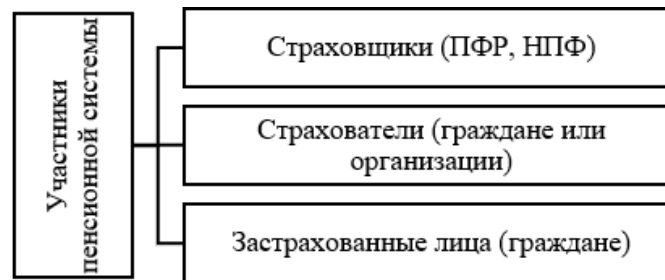 Участники
пенсионной системы
Страховщики (ПФР, НПФ)
Страхователи (граждане или
организации)
Застрахованные лица (граждане)